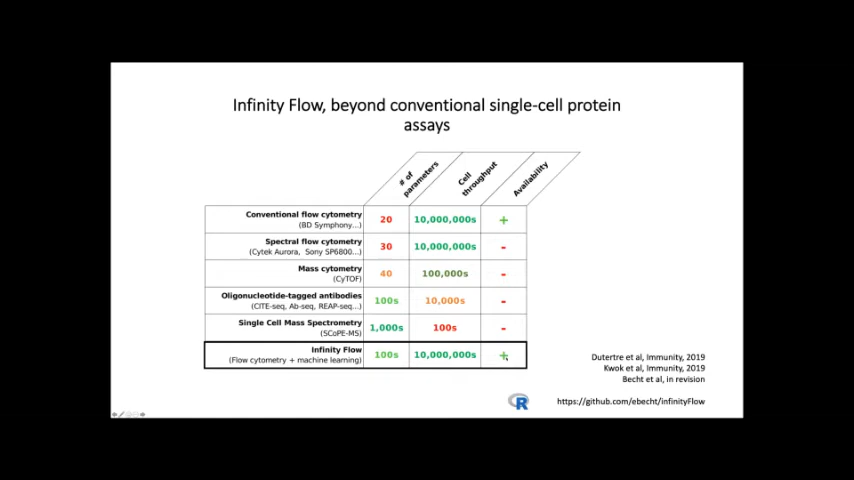 Infinity Flow, beyond conventional single-cell protein
assays
# of
parameters
Cell
throughput
Availability
Conventional flow cytometry
(BD Symphony...)
20
10,000,000s
+
Spectral flow cytometry
(Cytek Aurora, Sony SP6800...)
30
10,000,000s
-
Mass cytometry
(CyTOF)
40
100,000s
-
Oligonucleotide-tagged antibodies
(CITE-seq, Ab-seq, REAP-seq...)
100s
10,000s
-
Single Cell Mass Spectrometry
(SCoPE-MS)
1,000s
100s
-
Infinity Flow
(Flow cytometry + machine learning)
100s
10,000,000s
+
Dutertre et al, Immunity, 2019
Kwok et al, Immunity, 2019
Becht et al, in revision
R
https://github.com/ebecht/infinityFlow